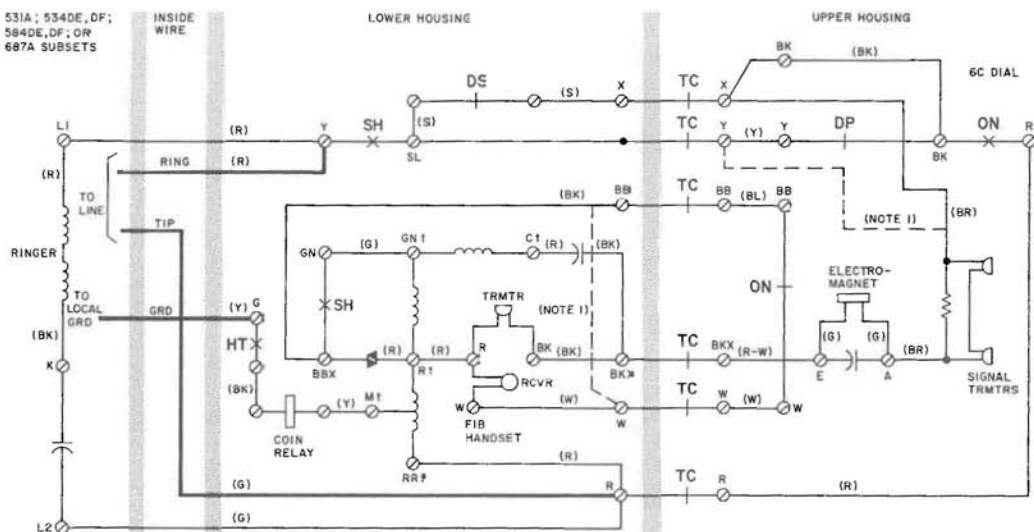 531A; 534DE, DF;
584DE, DF; OR
687A SUBSETS
INSIDE
WIRE
LOWER HOUSING
UPPER HOUSING
BK
(BK)
6C DIAL
DS
X
TC
X
(S)
(S)
L1
(R)
Y
SH
SL
TC
Y
(Y)
Y
DP
BK
ON
R
RING
(R)
(R)
TO
LINE
(BK)
BB
TC
BB
(BL)
BB
(NOTE 1)
(BR)
TIP
GN
(G)
GN†
C†
(R)
(BK)
RINGER
ELECTRO-
MAGNET
TO
LOCAL
GRD
GRD
(Y)
G
SH
TRMTR
(NOTE 1)
ON
(BK)
HT
R
BK
(G)
(G)
(R)
(R)
(BK)
TC
BKX
(R-W)
(BR)
K
BBX
R†
BKX
E
A
SIGNAL
TRMTRS
(BK)
RCVR
(Y)
M†
W
(W)
TC
W
(W)
W
COIN
RELAY
FIB
HANDSET
W
(R)
RR†
TC
(G)
R
R
(R)
L2
(G)